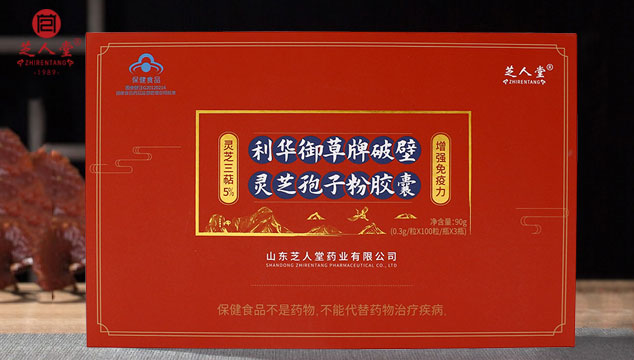 芝人堂®
ZHIRENTANG
·1989·
保健食品
芝人堂®
ZHIRENTANG
灵芝三萜5%
利华御草牌破壁
灵芝孢子粉胶囊
增强免疫力
净含量:90g
(0.3g/粒X100粒/瓶X3瓶)
山东芝人堂药业有限公司
SHANDONG ZHIRENTANG PHARMACEUTICAL CO., LTD
保健食品不是药物,不能代替药物治疗疾病.